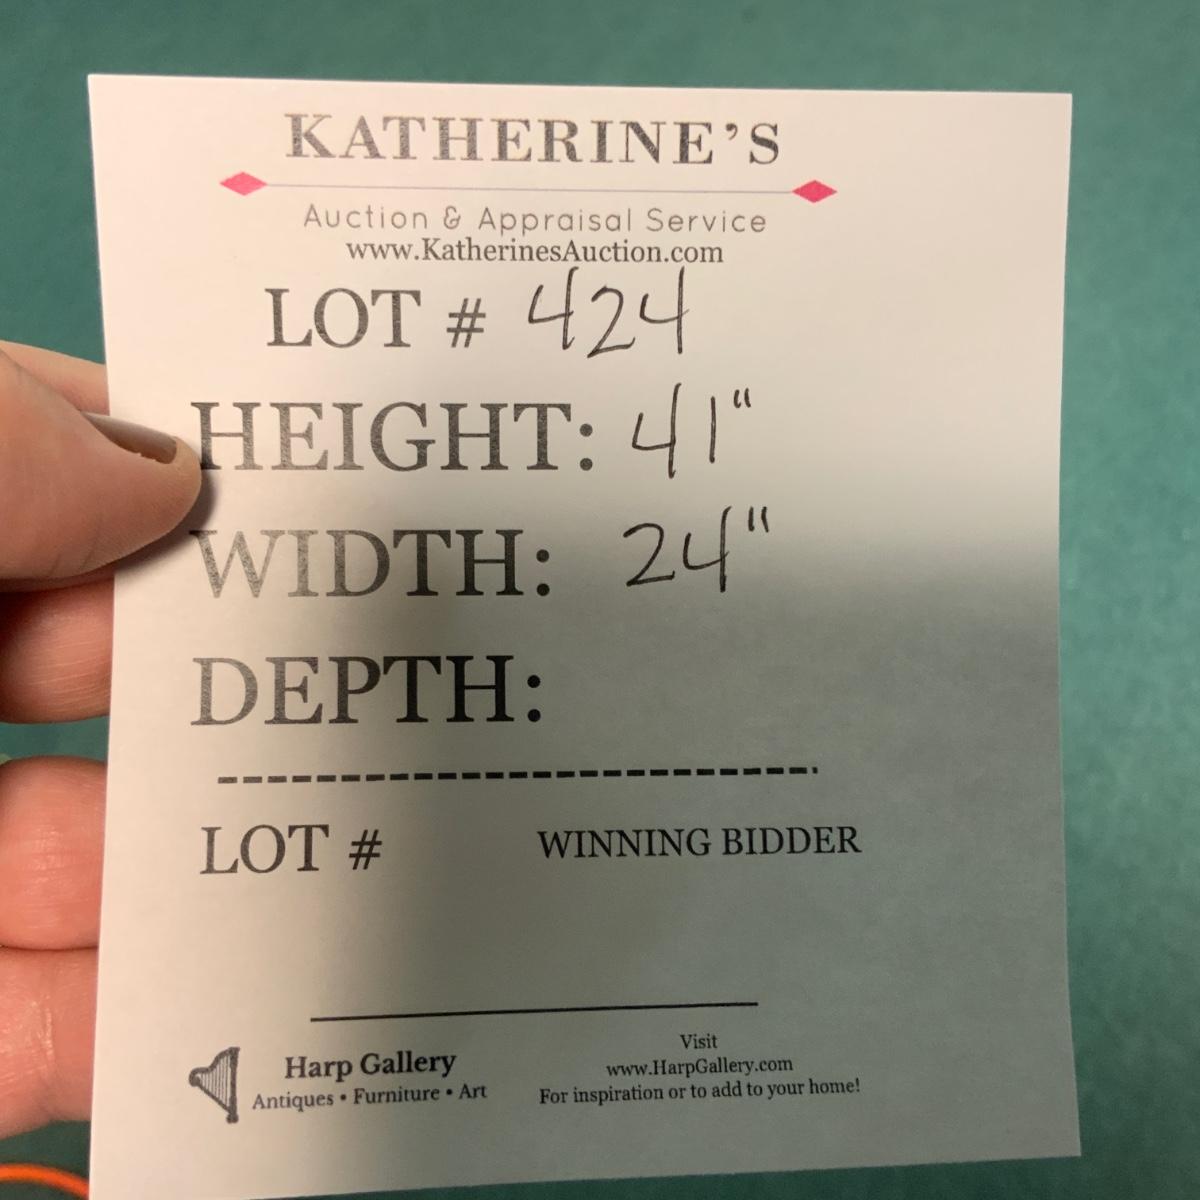 KATHERINE'S
Auction & Appraisal Service
www.KatherinesAuction.com
LOT # 424
HEIGHT: 41"
WIDTH: 24"
DEPTH:
LOT # WINNING BIDDER
Harp Gallery
Antiques • Furniture • Art
Visit
www.HarpGallery.com
For inspiration or to add to your home!